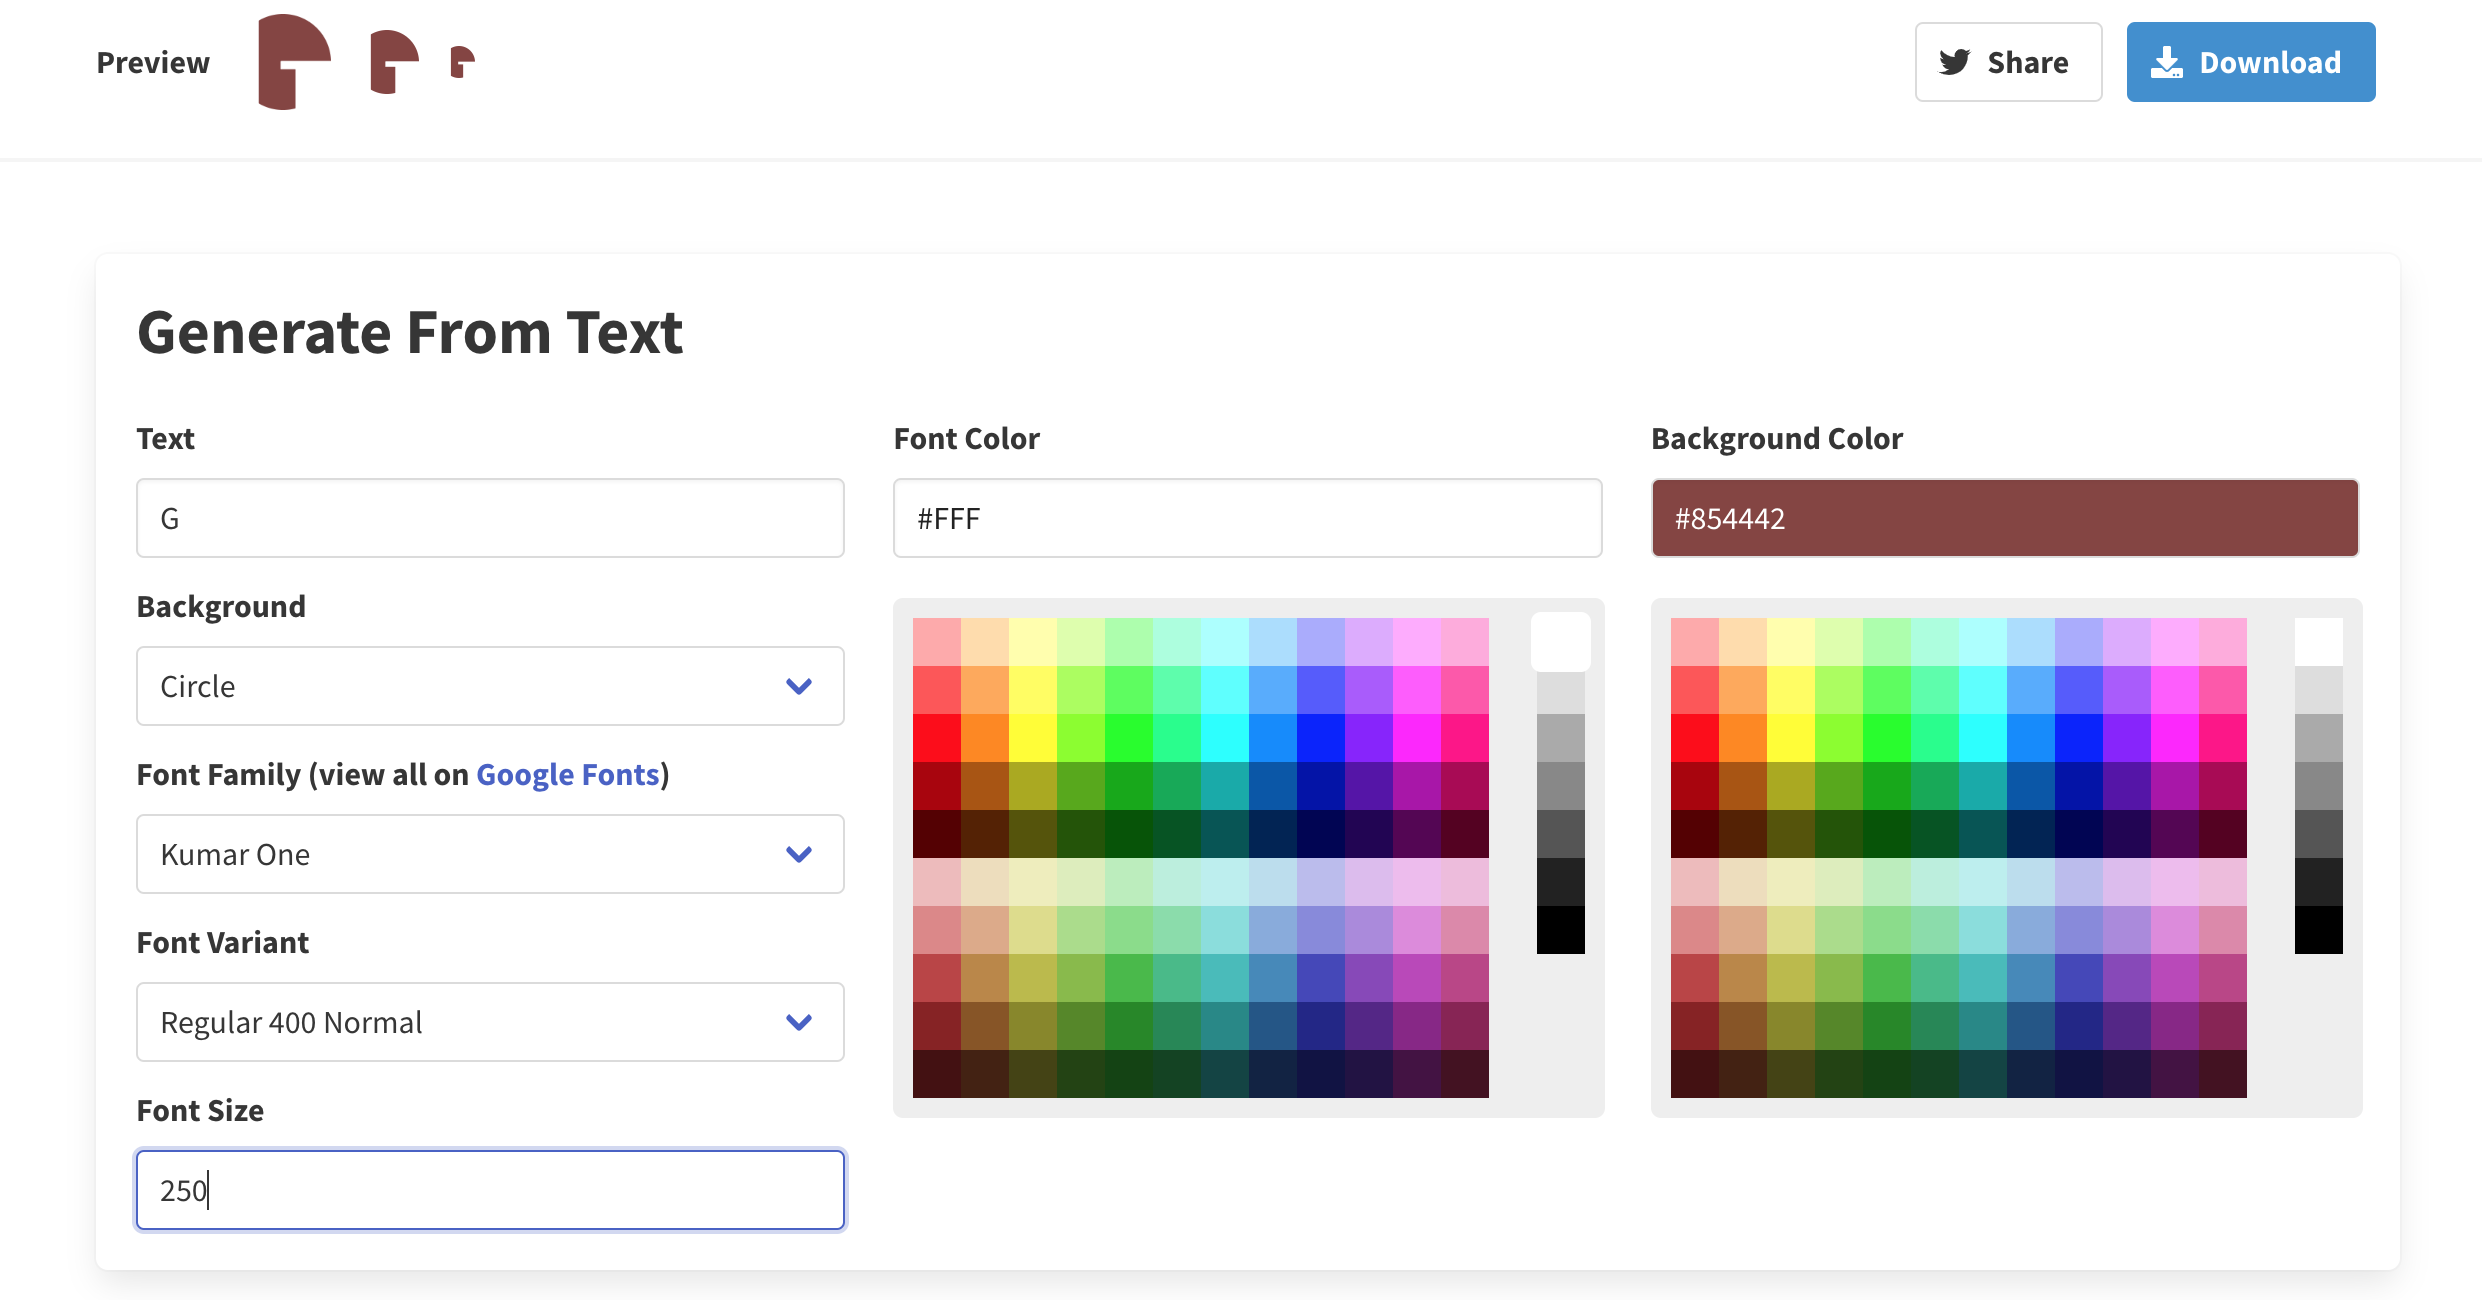 Preview
Share
Download
Generate From Text
Text
Font Color
Background Color
G
#FFF
#854442
Background
Circle
Font Family (view all on Google Fonts)
Kumar One
Font Variant
Regular 400 Normal
Font Size
250